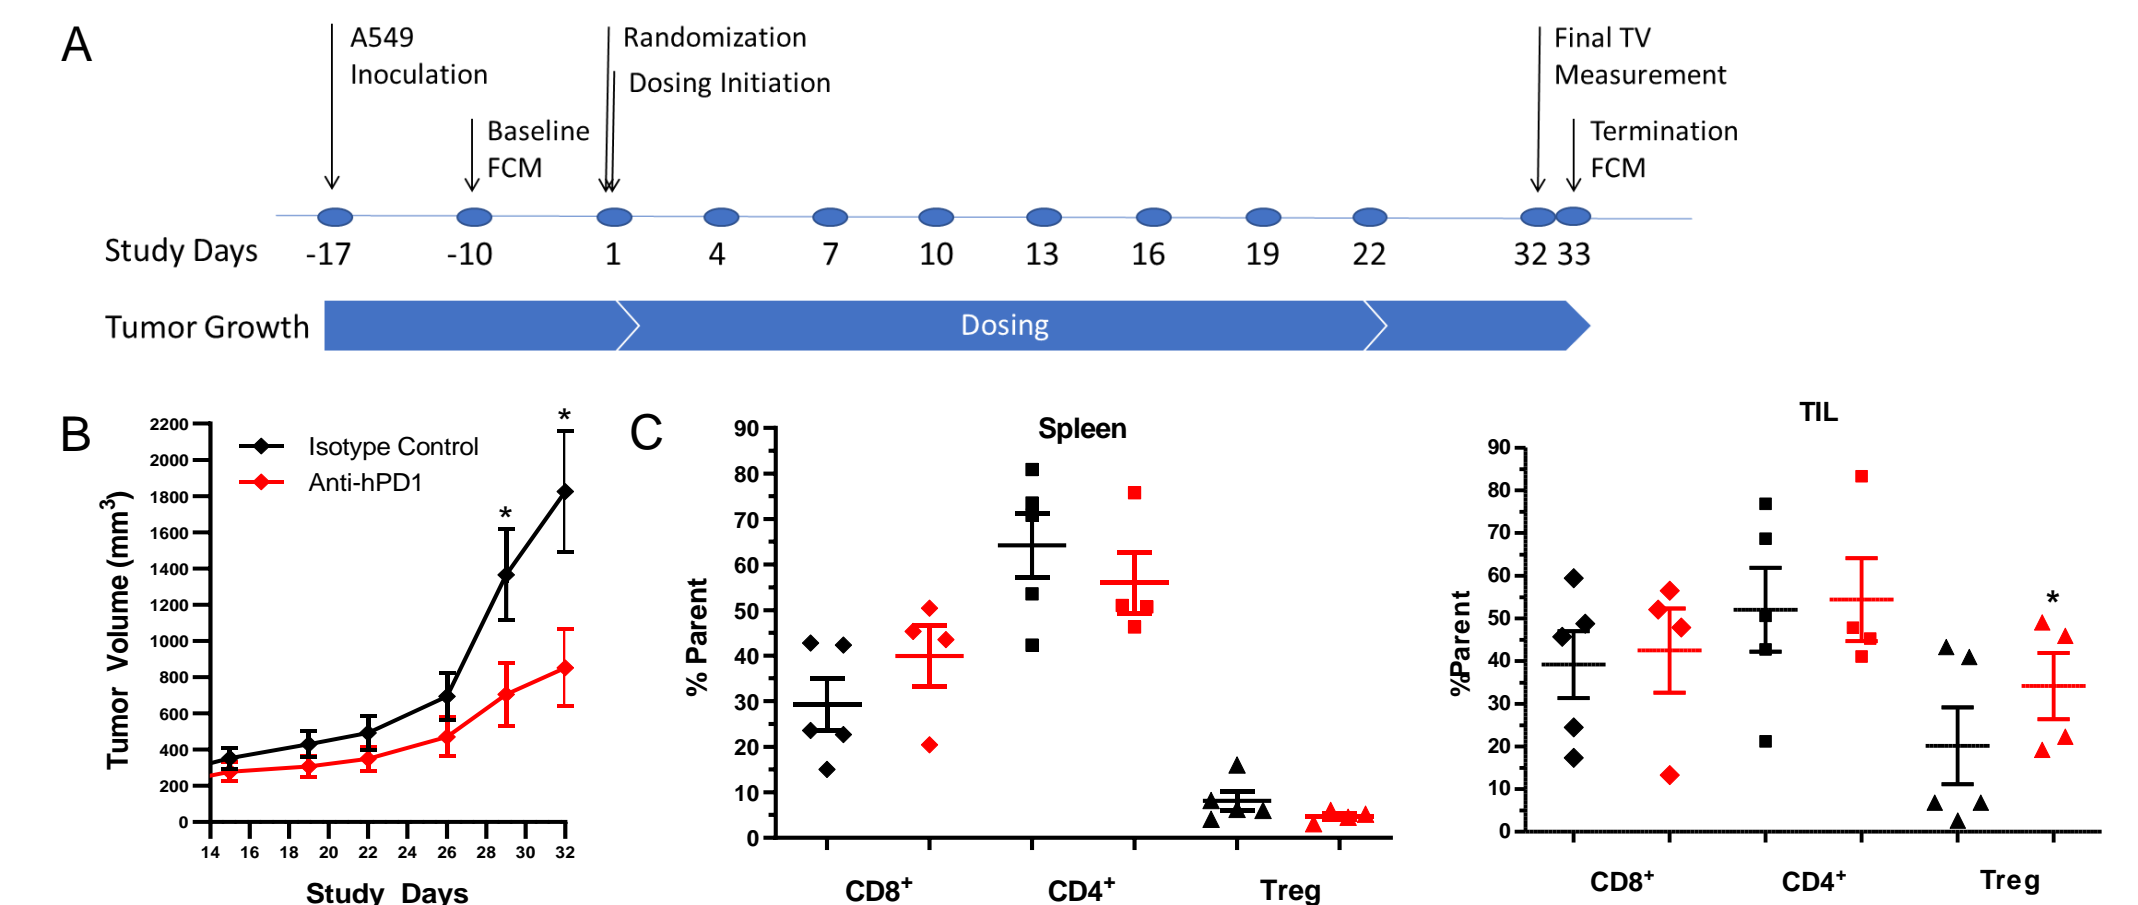 A
A549
Inoculation
Baseline
FCM
Randomization
Dosing Initiation
Final TV
Measurement
Termination
FCM
Study Days
-17
-10
1
4
7
10
13
16
19
22
32
33
Tumor Growth
Dosing
B
*
*
Isotype Control
Anti-hPD1
Tumor Volume (mm³)
2200
2000
1800
1600
1400
1200
1000
800
600
400
200
0
14 16 18 20 22 24 26 28 30 32
Study Days
C
Spleen
% Parent
90
80
70
60
50
40
30
20
10
0
CD8⁺
CD4⁺
Treg
TIL
%Parent
90
80
70
60
50
40
30
20
10
0
*
CD8⁺
CD4⁺
Treg